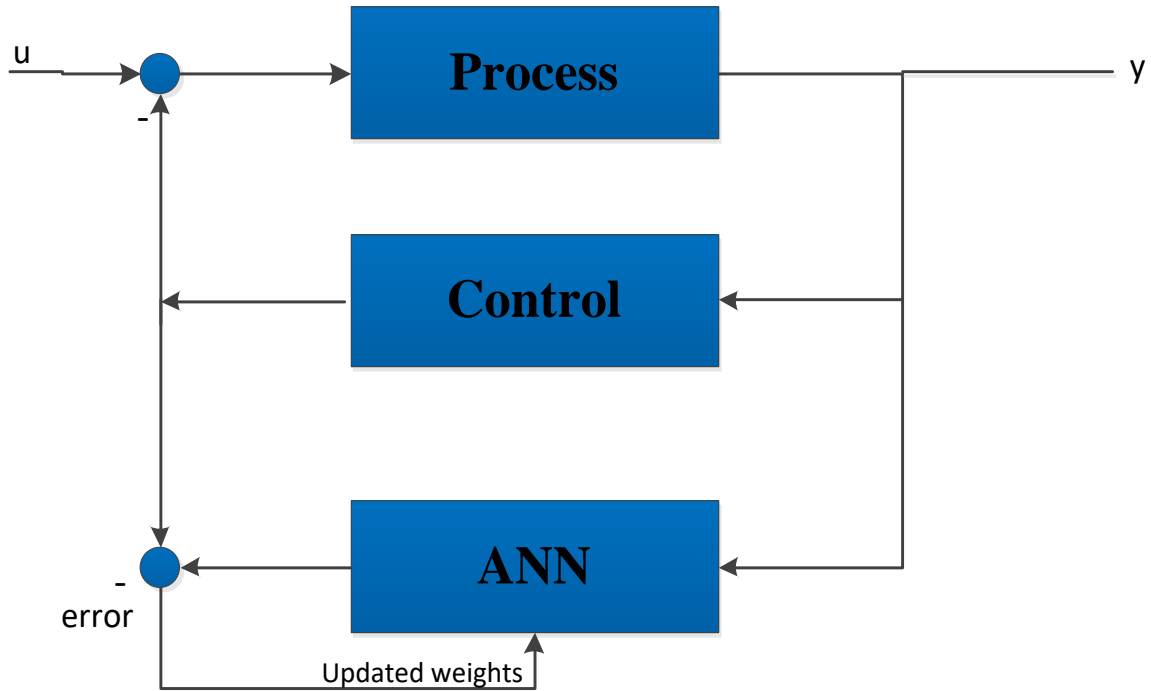 u
Process
y
-
Control
ANN
-
error
Updated weights